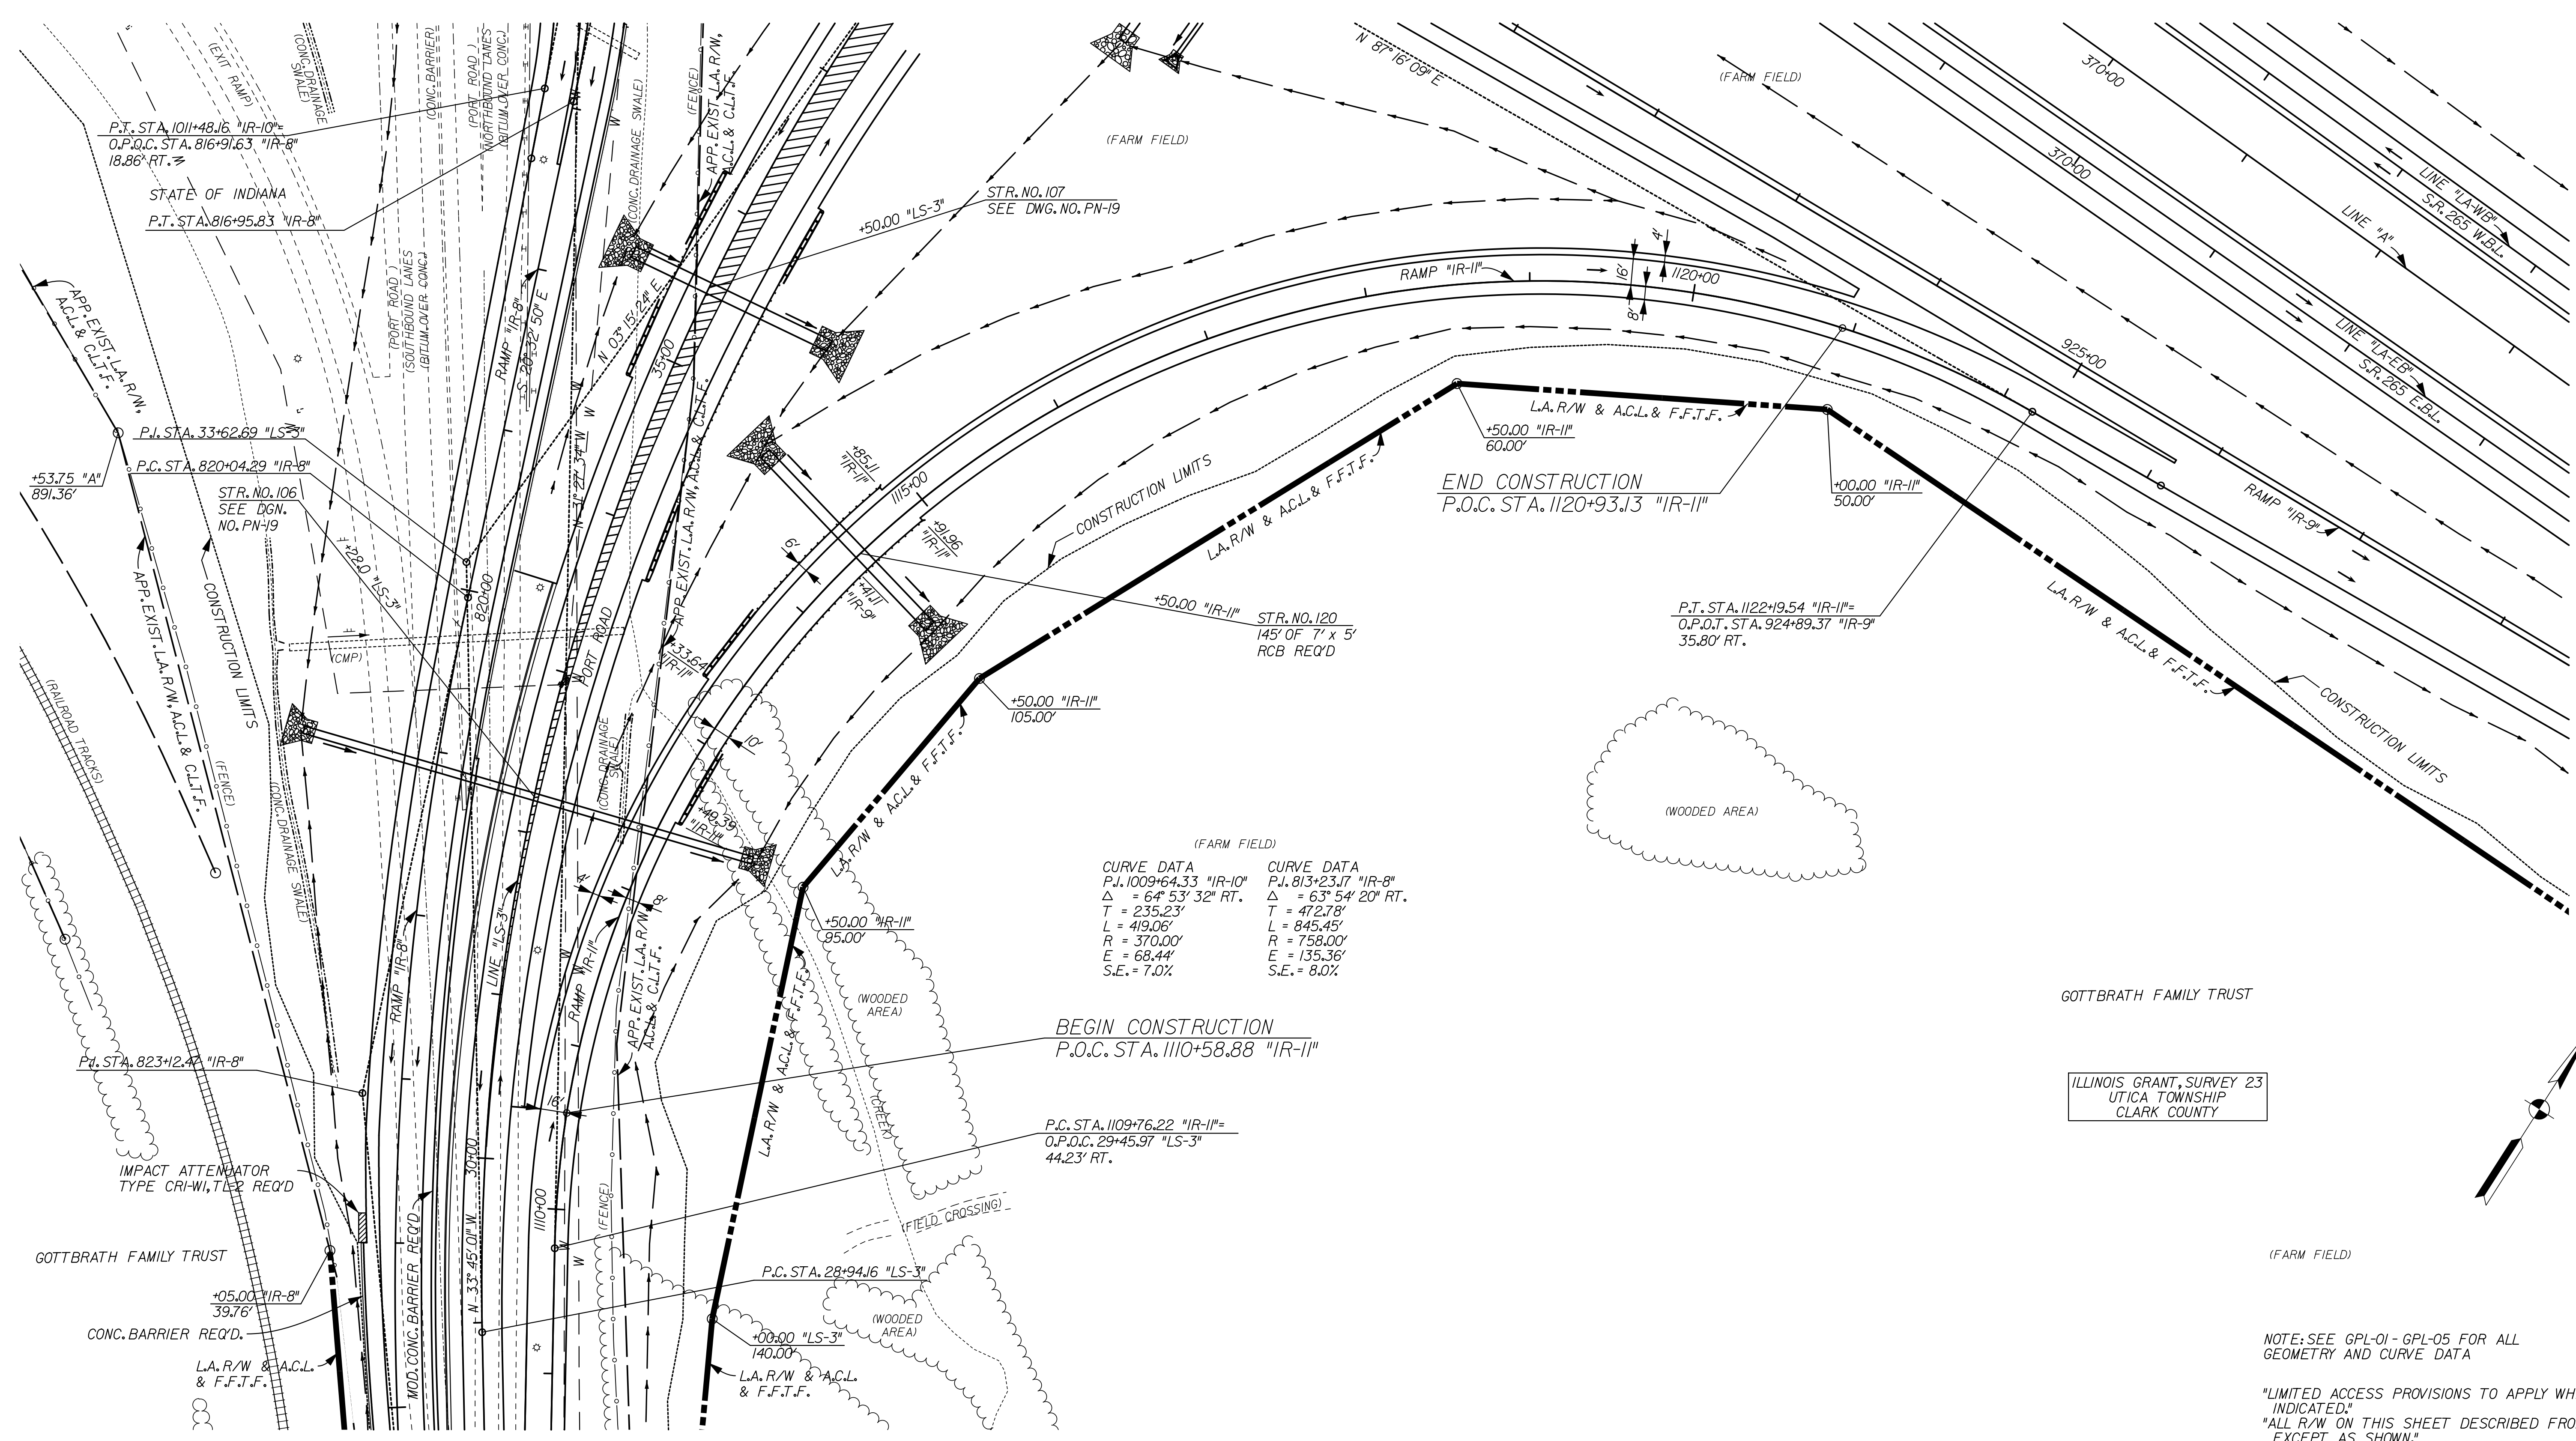 (EXIT RAMP)
(CONC. DRAINAGE
SWALE)
(CONC. BARRIER)
(PORT ROAD )
(NORTHBOUND LANES
(BITUM.OVER CONC.)
(CONC. DRAINAGE SWALE)
(FENCE)
APP. EXIST. L.A. R/W,
A.C.L. & C.L.T.F.
P.T. STA. 1011+48.16 "IR-10"=
O.P.O.C. STA. 816+91.63 "IR-8"
18.86' RT.
STATE OF INDIANA
P.T. STA. 816+95.83 "IR-8"
(PORT ROAD )
(SOUTHBOUND LANES
(BITUM.OVER CONC.
RAMP "IR-8"
S 20° 32' 50" E
N 03° 15' 24" E
+50.00 "LS-3"
STR. NO. 107
SEE DWG. NO. PN-19
(FARM FIELD)
N 87° 16' 09" E
(FARM FIELD)
370+00
370+00
LINE "LA-WB"
S.R. 265 W.B.L.
LINE "A"
LINE "LA-EB"
S.R. 265 E.B.L.
925+00
RAMP "IR-9"
RAMP "IR-11"
16'
4'
8'
1120+00
APP. EXIST. L.A. R/W.
A.C.L. & C.L.T.F.
+53.75 "A"
891.36'
P.I. STA. 33+62.69 "LS-3"
P.C. STA. 820+04.29 "IR-8"
STR. NO. 106
SEE DGN.
NO. PN-19
+22.0 "LS-3"
35+00
820+00
PORT ROAD
APP. EXIST. L.A. R/W, A.C.L. & C.L.T.F.
+85.11
"IR-11"
1115+00
+91.96
"IR-11"
6'
+41.11
"IR-9"
+33.64
"IR-11"
+50.00 "IR-11"
STR. NO. 120
145' OF 7' x 5'
RCB REQ'D
CONSTRUCTION LIMITS
L.A. R/W & A.C.L. & F.F.T.F.
L.A. R/W & A.C.L. & F.F.T.F.
+50.00 "IR-11"
60.00'
END CONSTRUCTION
P.O.C. STA. 1120+93.13 "IR-11"
+00.00 "IR-11"
50.00'
P.T. STA. 1122+19.54 "IR-11"=
O.P.O.T. STA. 924+89.37 "IR-9"
35.80' RT.
L.A. R/W & A.C.L. & F.F.T.F.
CONSTRUCTION LIMITS
(WOODED AREA)
APP. EXIST. L.A. R/W, A.C.L. & C.L.T.F.
CONSTRUCTION LIMITS
(CMP)
(RAILROAD TRACKS)
(FENCE)
(CONC. DRAINAGE SWALE)
(CONC. DRAINAGE
SWALE)
10'
+49.39
"IR-11"
4'
8'
+50.00 "IR-11"
105.00'
L.A. R/W & A.C.L. & F.F.T.F.
+50.00 "IR-11"
95.00'
(FARM FIELD)
CURVE DATA
P.I. 1009+64.33 "IR-10"
△ = 64° 53' 32" RT.
T = 235.23'
L = 419.06'
R = 370.00'
E = 68.44'
S.E. = 7.0%
CURVE DATA
P.I. 813+23.17 "IR-8"
△ = 63° 54' 20" RT.
T = 472.78'
L = 845.45'
R = 758.00'
E = 135.36'
S.E. = 8.0%
RAMP "IR-8"
LINE "LS-3"
RAMP "IR-11"
APP. EXIST. L.A. R/W.
A.C.L. & C.L.T.F.
L.A. R/W & A.C.L. & F.F.T.F.
(WOODED
AREA)
(CREEK)
BEGIN CONSTRUCTION
P.O.C. STA. 1110+58.88 "IR-11"
P.I. STA. 823+12.47 "IR-8"
16'
P.C. STA. 1109+76.22 "IR-11"=
O.P.O.C. 29+45.97 "LS-3"
44.23' RT.
IMPACT ATTENUATOR
TYPE CR1-W1, TL-2 REQ'D
30+00
1110+00
(FENCE)
(FIELD CROSSING)
GOTTBRATH FAMILY TRUST
MOD. CONC. BARRIER REQ'D
N 33° 45' 01" W
P.C. STA. 28+94.16 "LS-3"
+05.00 "IR-8"
39.76'
CONC. BARRIER REQ'D.
L.A. R/W & A.C.L.
& F.F.T.F.
+00.00 "LS-3"
140.00'
L.A. R/W & A.C.L.
& F.F.T.F.
(WOODED
AREA)
GOTTBRATH FAMILY TRUST
ILLINOIS GRANT, SURVEY 23
UTICA TOWNSHIP
CLARK COUNTY
(FARM FIELD)
NOTE: SEE GPL-01 - GPL-05 FOR ALL
GEOMETRY AND CURVE DATA
"LIMITED ACCESS PROVISIONS TO APPLY WH
INDICATED."
"ALL R/W ON THIS SHEET DESCRIBED FRO
EXCEPT AS SHOWN."